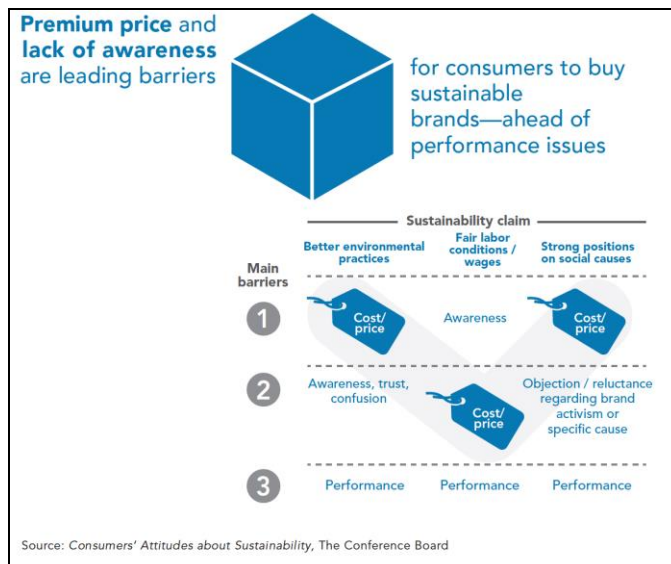 Premium price and
lack of awareness
are leading barriers
for consumers to buy
sustainable
brands—ahead of
performance issues
Sustainability claim
Main
barriers
Better environmental
practices
Fair labor
conditions /
wages
Strong positions
on social causes
1
Cost/
price
Awareness
Cost/
price
2
Awareness, trust,
confusion
Cost/
price
Objection / reluctance
regarding brand
activism or
specific cause
3
Performance
Performance
Performance
Source: Consumers’ Attitudes about Sustainability, The Conference Board